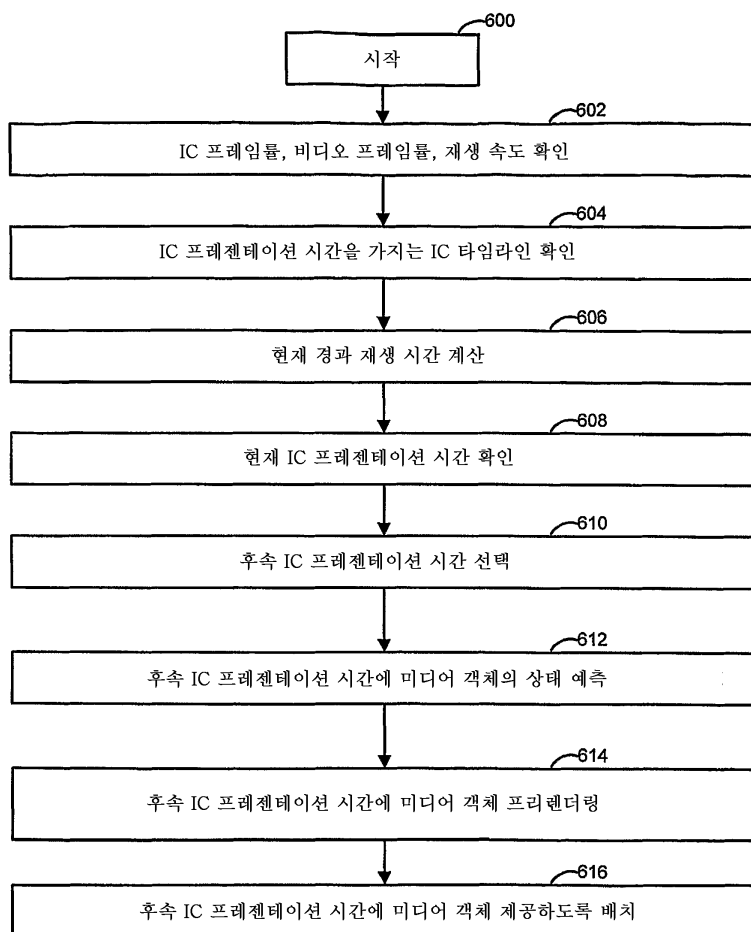 600
시작
602
IC 프레임률, 비디오 프레임률, 재생 속도 확인
604
IC 프레젠테이션 시간을 가지는 IC 타임라인 확인
606
현재 경과 재생 시간 계산
608
현재 IC 프레젠테이션 시간 확인
610
후속 IC 프레젠테이션 시간 선택
612
후속 IC 프레젠테이션 시간에 미디어 객체의 상태 예측
614
후속 IC 프레젠테이션 시간에 미디어 객체 프리렌더링
616
후속 IC 프레젠테이션 시간에 미디어 객체 제공하도록 배치